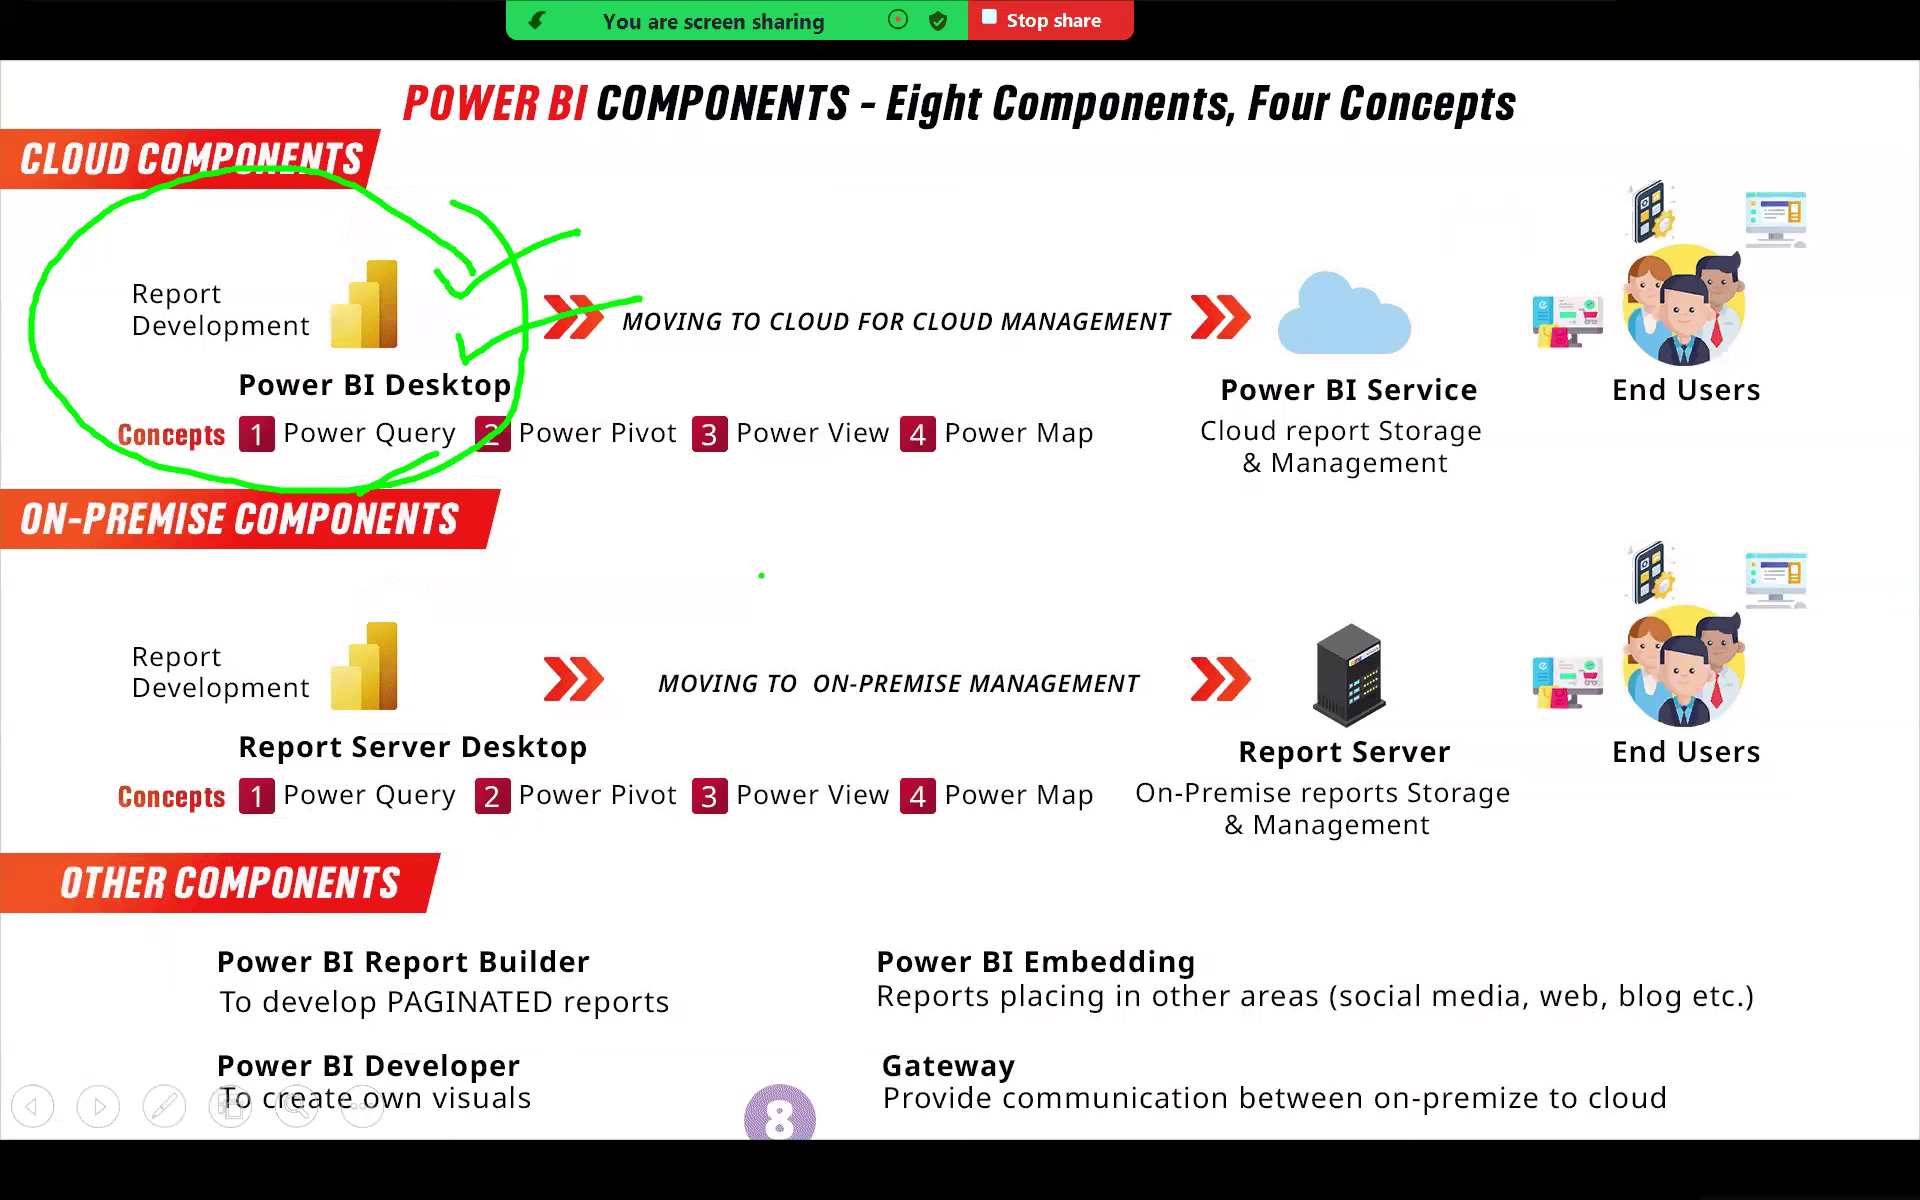 You are screen sharing
Stop share
POWER BI COMPONENTS - Eight Components, Four Concepts
CLOUD COMPONENTS
Report
Development
MOVING TO CLOUD FOR CLOUD MANAGEMENT
Power BI Desktop
Power BI Service
End Users
Concepts 1 Power Query 2 Power Pivot 3 Power View 4 Power Map
Cloud report Storage
& Management
ON-PREMISE COMPONENTS
Report
Development
MOVING TO ON-PREMISE MANAGEMENT
Report Server Desktop
Report Server
End Users
Concepts 1 Power Query 2 Power Pivot 3 Power View 4 Power Map
On-Premise reports Storage
& Management
OTHER COMPONENTS
Power BI Report Builder
To develop PAGINATED reports
Power BI Embedding
Reports placing in other areas (social media, web, blog etc.)
Power BI Developer
To create own visuals
Gateway
Provide communication between on-premize to cloud
8